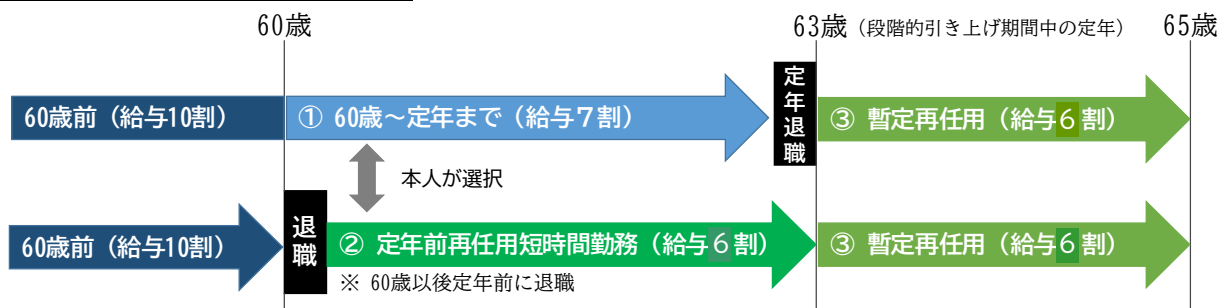 60歳
63歳（段階的引き上げ期間中の定年）
65歳
60歳前（給与10割）
① 60歳～定年まで（給与７割）
定年退職
③ 暫定再任用（給与６割）
本人が選択
60歳前（給与10割）
退職
② 定年前再任用短時間勤務（給与６割）
③ 暫定再任用（給与６割）
※ 60歳以後定年前に退職